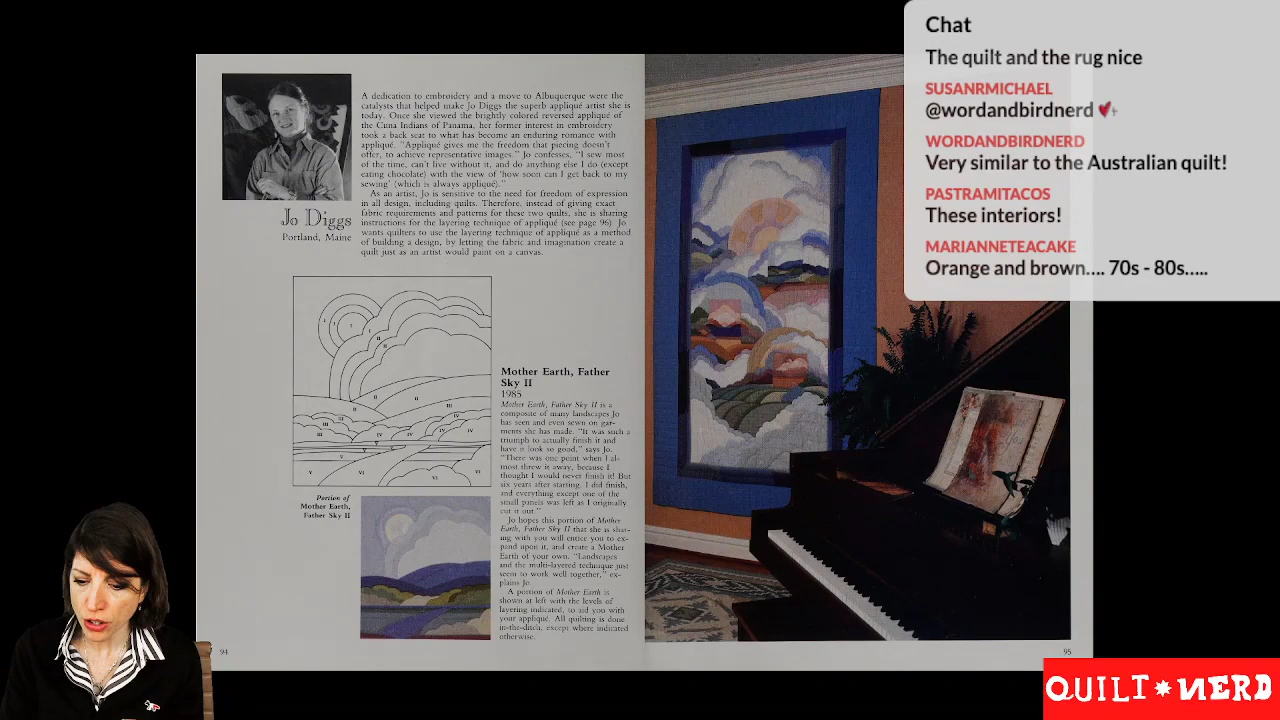 A dedication to embroidery and a move to Albuquerque were the
catalysts that helped make Jo Diggs the superb appliqué artist she is
today. Once she viewed the brightly colored reversed appliqué of
the Cuna Indians of Panama, her former interest in embroidery
took a back seat to what has become an enduring romance with
appliqué. "Appliqué gives me the freedom that piecing doesn't
offer, to achieve representative images." Jo confesses, "I sew most
of the time, can't live without it, and do anything else I do (except
eating chocolate) with the view of 'how soon can I get back to my
sewing' (which is always appliqué)."
As an artist, Jo is sensitive to the need for freedom of expression
in all design, including quilts. Therefore, instead of giving exact
fabric requirements and patterns for these two quilts, she is sharing
instructions for the layering technique of appliqué (see page 96). Jo
wants quilters to use the layering technique of appliqué as a method
of building a design, by letting the fabric and imagination create a
quilt just as an artist would paint on a canvas.
Jo Diggs
Portland, Maine
Mother Earth, Father
Sky II
1985
Mother Earth, Father Sky II is a
composite of many landscapes Jo
has seen and even sewn on gar-
ments she has made. "It was such a
triumph to actually finish it and
have it look so good," says Jo.
"There was one point when I al-
most threw it away, because I
thought I would never finish it! But
six years after starting, I did finish,
and everything except one of the
small panels was left as I originally
cut it out."
Jo hopes this portion of Mother
Earth, Father Sky II that she is shar-
ing with you will entice you to ex-
pand upon it, and create a Mother
Earth of your own. "Landscapes
and the multi-layered technique just
seem to work well together," ex-
plains Jo.
A portion of Mother Earth is
shown at left with the levels of
layering indicated, to aid you with
your appliqué. All quilting is done
in-the-ditch, except where indicated
otherwise.
Portion of
Mother Earth,
Father Sky II
94
95
Chat
The quilt and the rug nice
SUSANRMICHAEL
@wordandbirdnerd
WORDANDBIRDNERD
Very similar to the Australian quilt!
PASTRAMITACOS
These interiors!
MARIANNETEACAKE
Orange and brown.... 70s - 80s.....
QUILT NERD